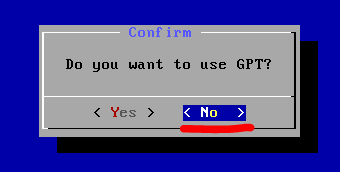 Confirm
Do you want to use GPT?
< Yes > < No >